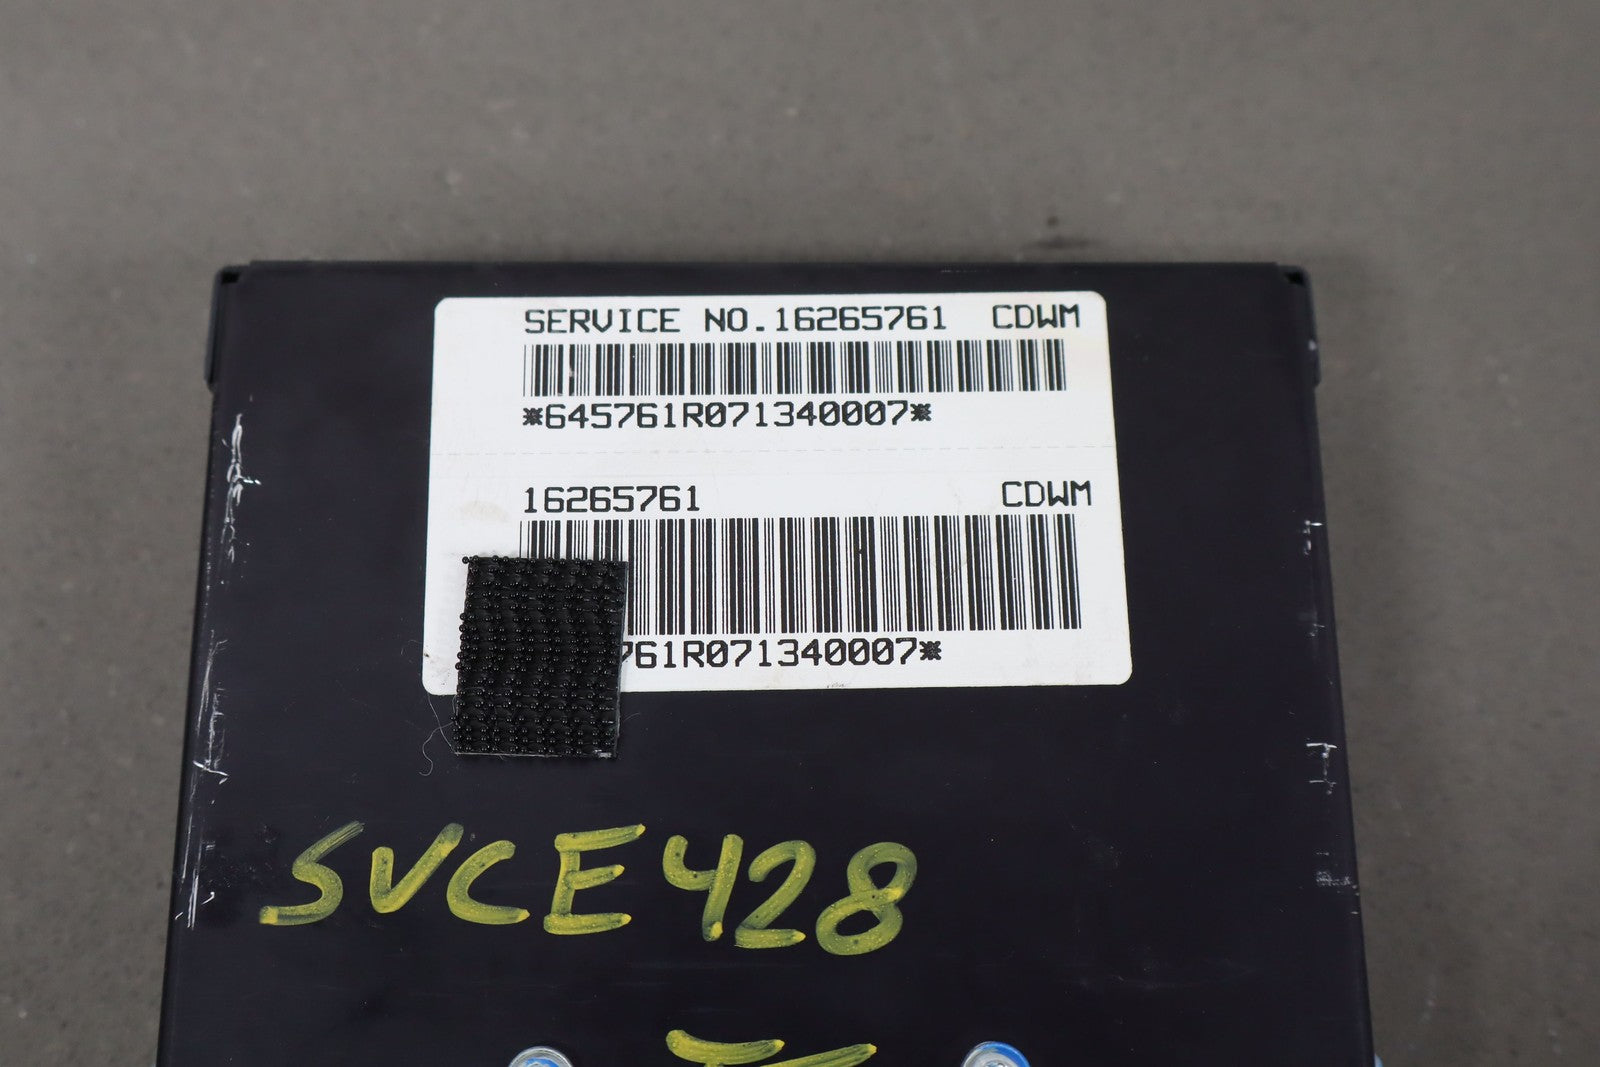 SERVICE NO.16265761 CDWM
*645761R071340007*
16265761 CDWM
761R071340007*
SVCE428